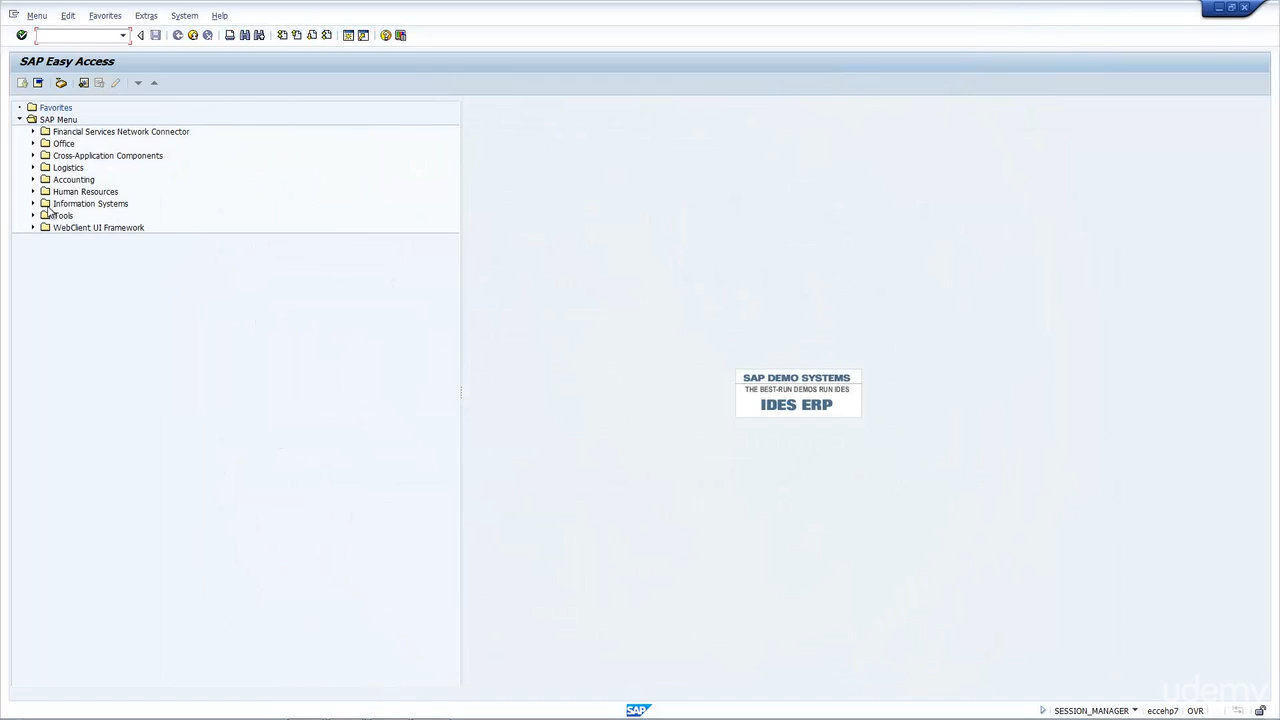 Menu Edit Favorites Extras System Help
SAP Easy Access
Favorites
SAP Menu
Financial Services Network Connector
Office
Cross-Application Components
Logistics
Accounting
Human Resources
Information Systems
Tools
WebClient UI Framework
SAP DEMO SYSTEMS
THE BEST-RUN DEMOS RUN IDES
IDES ERP
udemy
SAP SESSION_MANAGER eccehp7 OVR